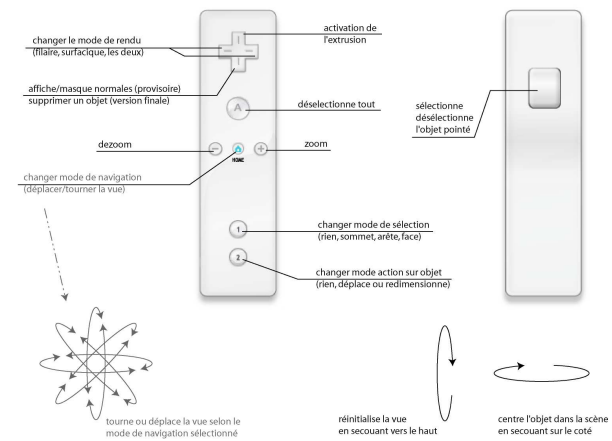 changer le mode de rendu
(filaire, surfacique, les deux)
activation de
l'extrusion
affiche/masque normales (provisoire)
supprimer un objet (version finale)
A
déselectionne tout
sélectionne
désélectionne
l'objet pointé
dezoom
zoom
HOME
changer mode de navigation
(déplacer/tourner la vue)
1
changer mode de sélection
(rien, sommet, arête, face)
2
changer mode action sur objet
(rien, déplace ou redimensionne)
tourne ou déplace la vue selon le
mode de navigation sélectionné
réinitialise la vue
en secouant vers le haut
centre l'objet dans la scène
en secouant sur le coté